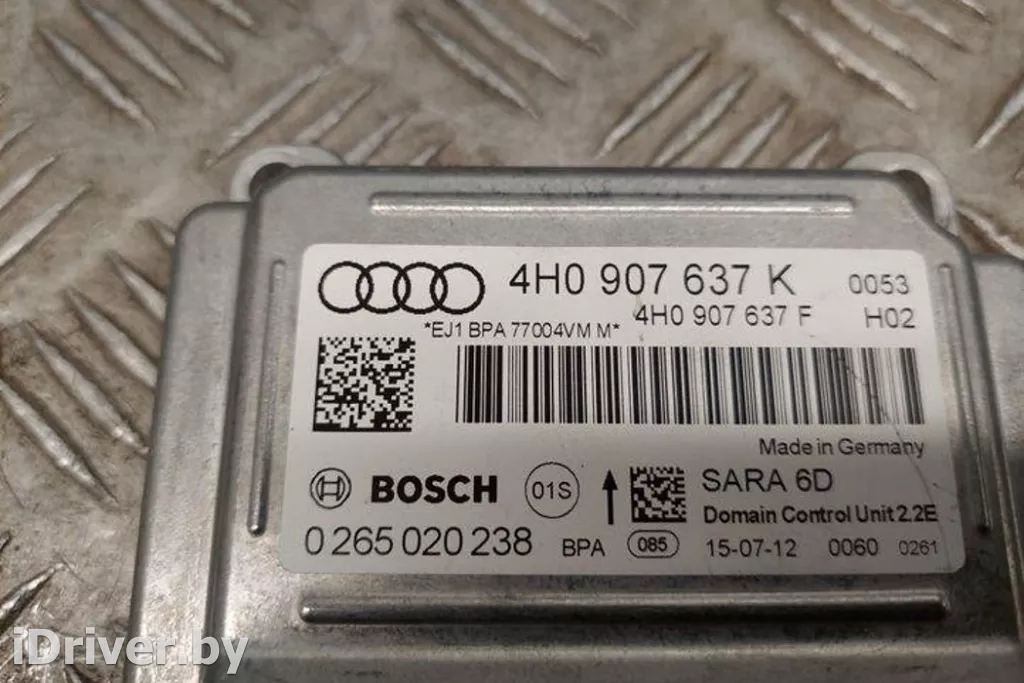 4H0 907 637 K 0053
4H0 907 637 F H02
*EJ1 BPA 77004VM M*
Made in Germany
BOSCH 01S SARA 6D
Domain Control Unit 2.2E
0 265 020 238 BPA 085 15-07-12 0060 0261
iDriver.by